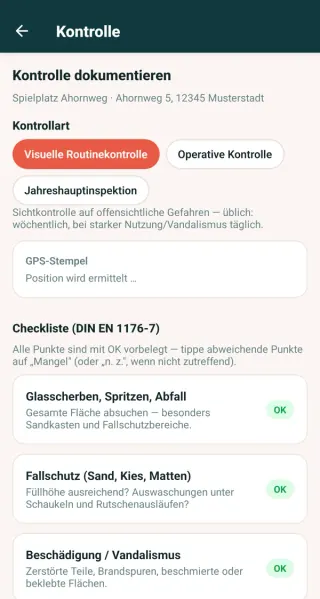 Kontrolle
Kontrolle dokumentieren
Spielplatz Ahornweg · Ahornweg 5, 12345 Musterstadt
Kontrollart
Visuelle Routinekontrolle
Operative Kontrolle
Jahreshauptinspektion
Sichtkontrolle auf offensichtliche Gefahren — üblich:
wöchentlich, bei starker Nutzung/Vandalismus täglich.
GPS-Stempel
Position wird ermittelt …
Checkliste (DIN EN 1176-7)
Alle Punkte sind mit OK vorbelegt — tippe abweichende Punkte
auf „Mangel" (oder „n. z.", wenn nicht zutreffend).
Glasscherben, Spritzen, Abfall
Gesamte Fläche absuchen — besonders
Sandkasten und Fallschutzbereiche.
OK
Fallschutz (Sand, Kies, Matten)
Füllhöhe ausreichend? Auswaschungen unter
Schaukeln und Rutschenausläufen?
OK
Beschädigung / Vandalismus
Zerstörte Teile, Brandspuren, beschmierte oder
beklebte Flächen.
OK